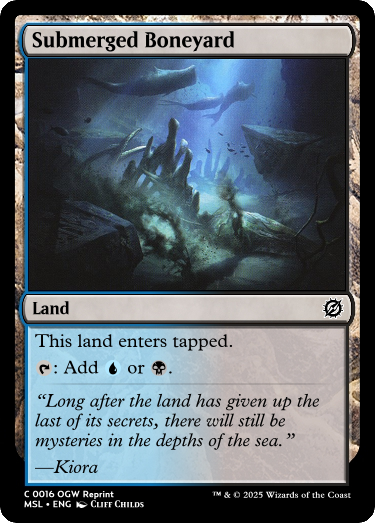 Submerged Boneyard
Land
This land enters tapped.
: Add or .
“Long after the land has given up the
last of its secrets, there will still be
mysteries in the depths of the sea.”
—Kiora
C 0016 OGW Reprint
MSL • ENG Cliff Childs
™ & © 2025 Wizards of the Coast